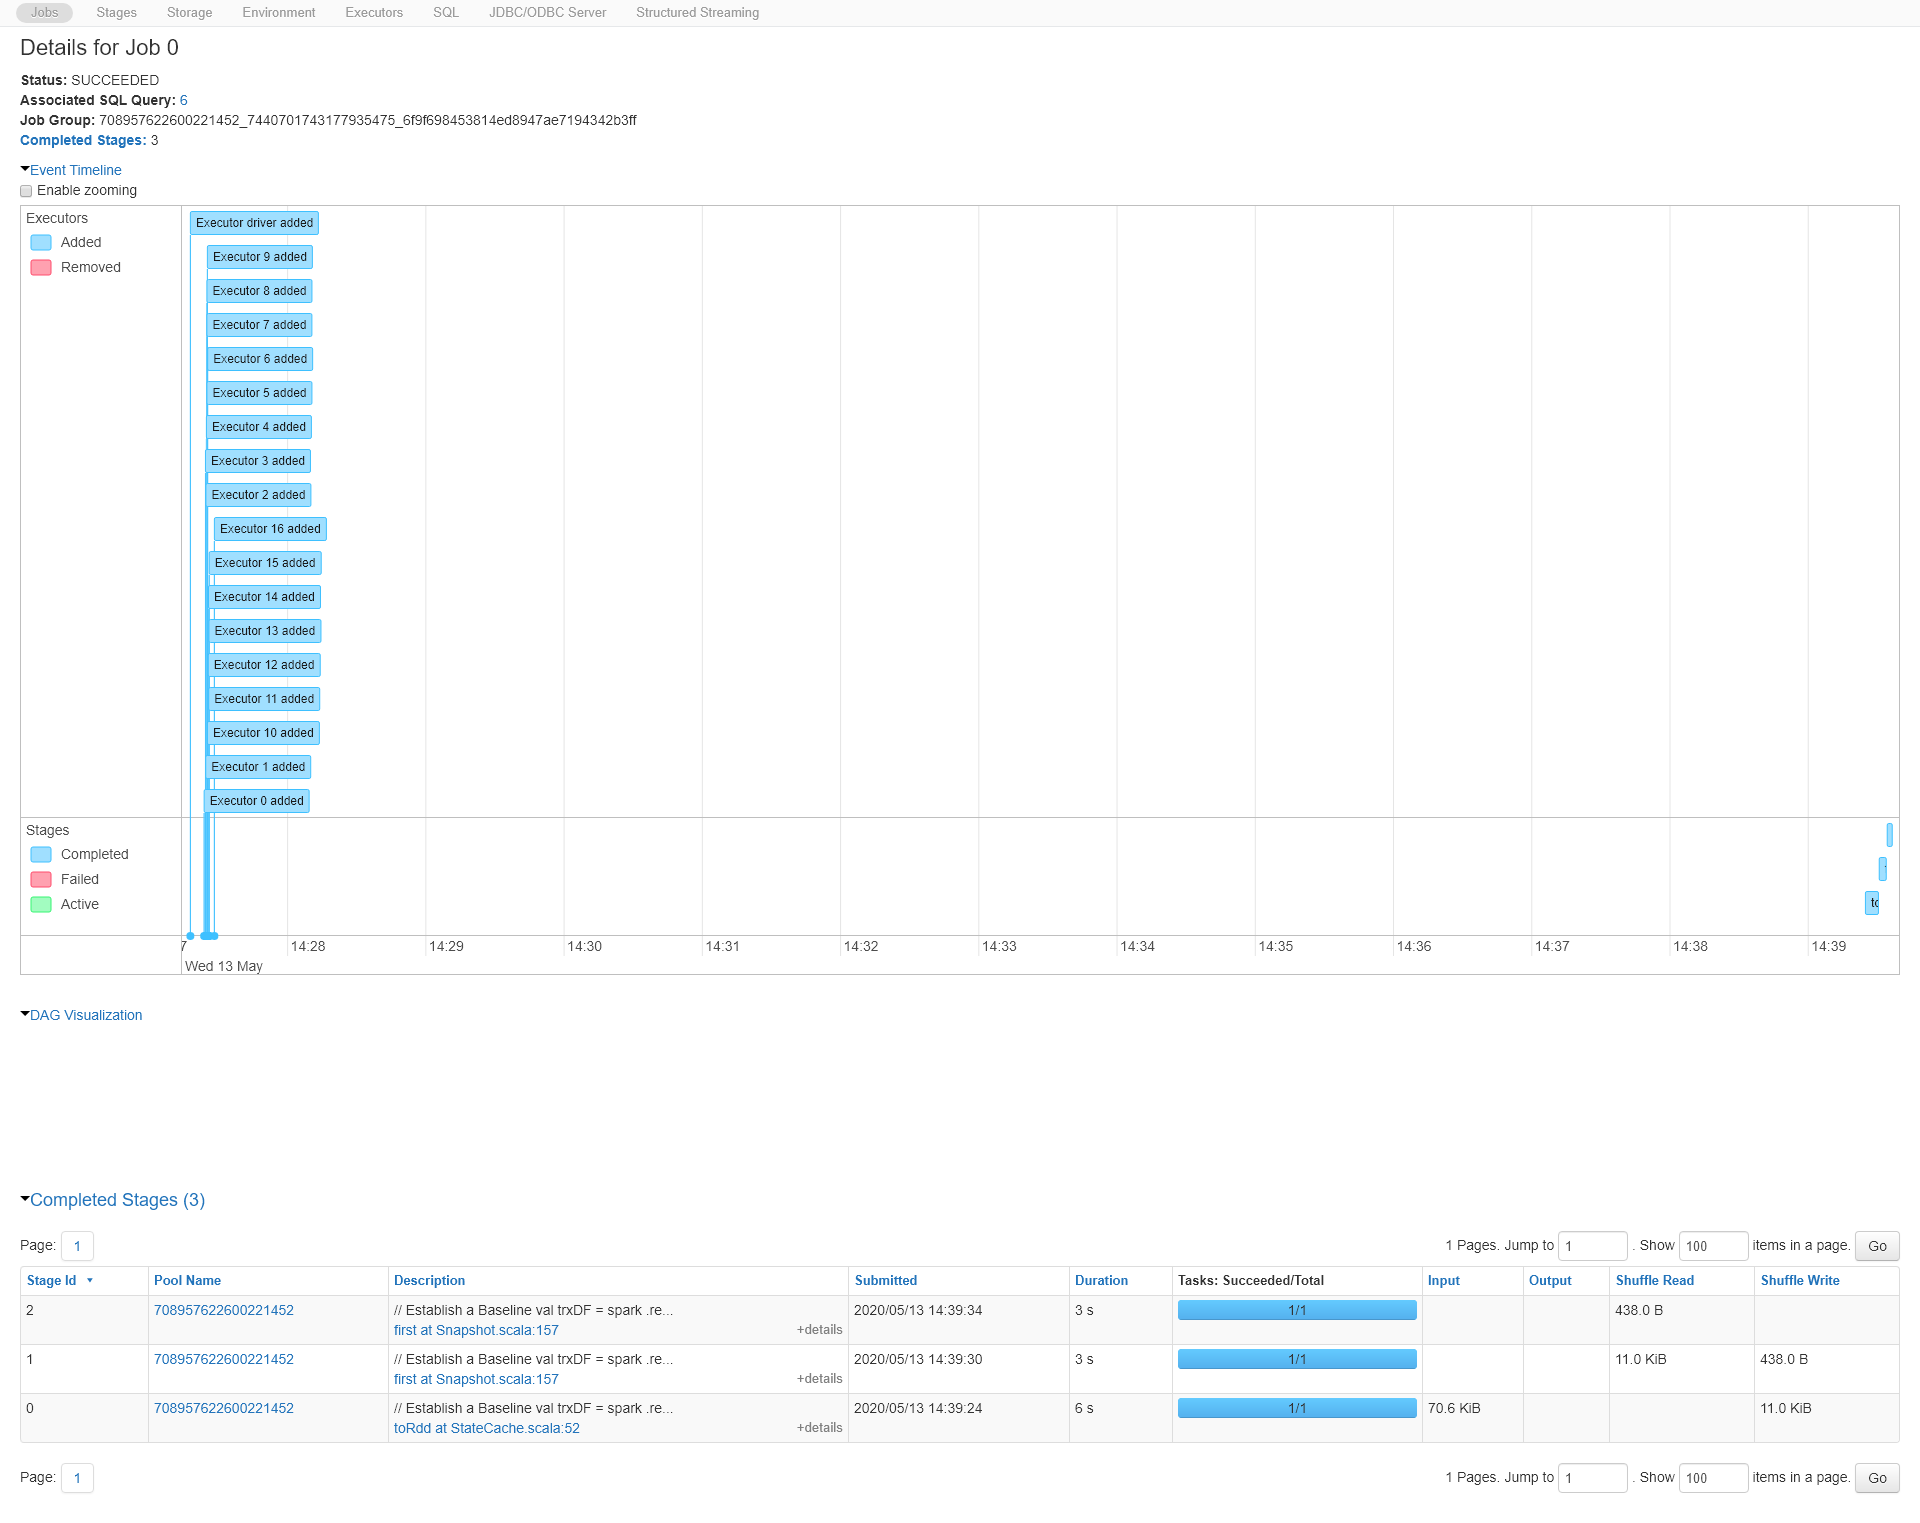 Jobs Stages Storage Environment Executors SQL JDBC/ODBC Server Structured Streaming
Details for Job 0
Status: SUCCEEDED
Associated SQL Query: 6
Job Group: 708957622600221452_7440701743177935475_6f9f698453814ed8947ae7194342b3ff
Completed Stages: 3
Event Timeline
Enable zooming
Executors
Added
Removed
Executor driver added
Executor 9 added
Executor 8 added
Executor 7 added
Executor 6 added
Executor 5 added
Executor 4 added
Executor 3 added
Executor 2 added
Executor 16 added
Executor 15 added
Executor 14 added
Executor 13 added
Executor 12 added
Executor 11 added
Executor 10 added
Executor 1 added
Executor 0 added
Stages
Completed
Failed
Active
to
7 14:28 14:29 14:30 14:31 14:32 14:33 14:34 14:35 14:36 14:37 14:38 14:39
Wed 13 May
DAG Visualization
Completed Stages (3)
Page: 1 1 Pages. Jump to 1 . Show 100 items in a page. Go
Stage Id Pool Name Description Submitted Duration Tasks: Succeeded/Total Input Output Shuffle Read Shuffle Write
2 708957622600221452 // Establish a Baseline val trxDF = spark .re... 2020/05/13 14:39:34 3 s 1/1 438.0 B
first at Snapshot.scala:157 +details
1 708957622600221452 // Establish a Baseline val trxDF = spark .re... 2020/05/13 14:39:30 3 s 1/1 11.0 KiB 438.0 B
first at Snapshot.scala:157 +details
0 708957622600221452 // Establish a Baseline val trxDF = spark .re... 2020/05/13 14:39:24 6 s 1/1 70.6 KiB 11.0 KiB
toRdd at StateCache.scala:52 +details
Page: 1 1 Pages. Jump to 1 . Show 100 items in a page. Go